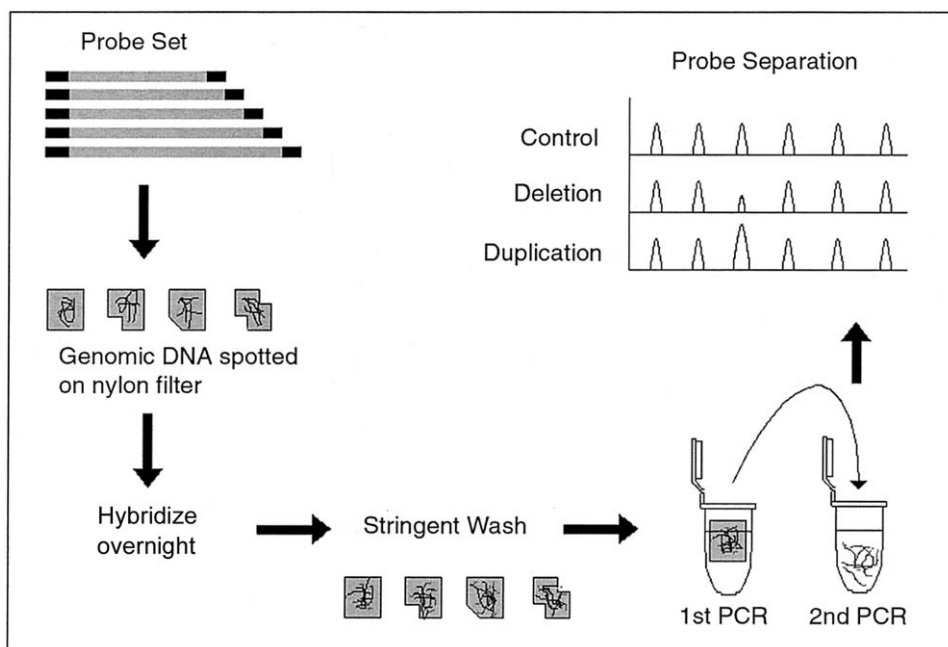 Probe Set
Genomic DNA spotted
on nylon filter
Hybridize
overnight
Stringent Wash
1st PCR
2nd PCR
Probe Separation
Control
Deletion
Duplication